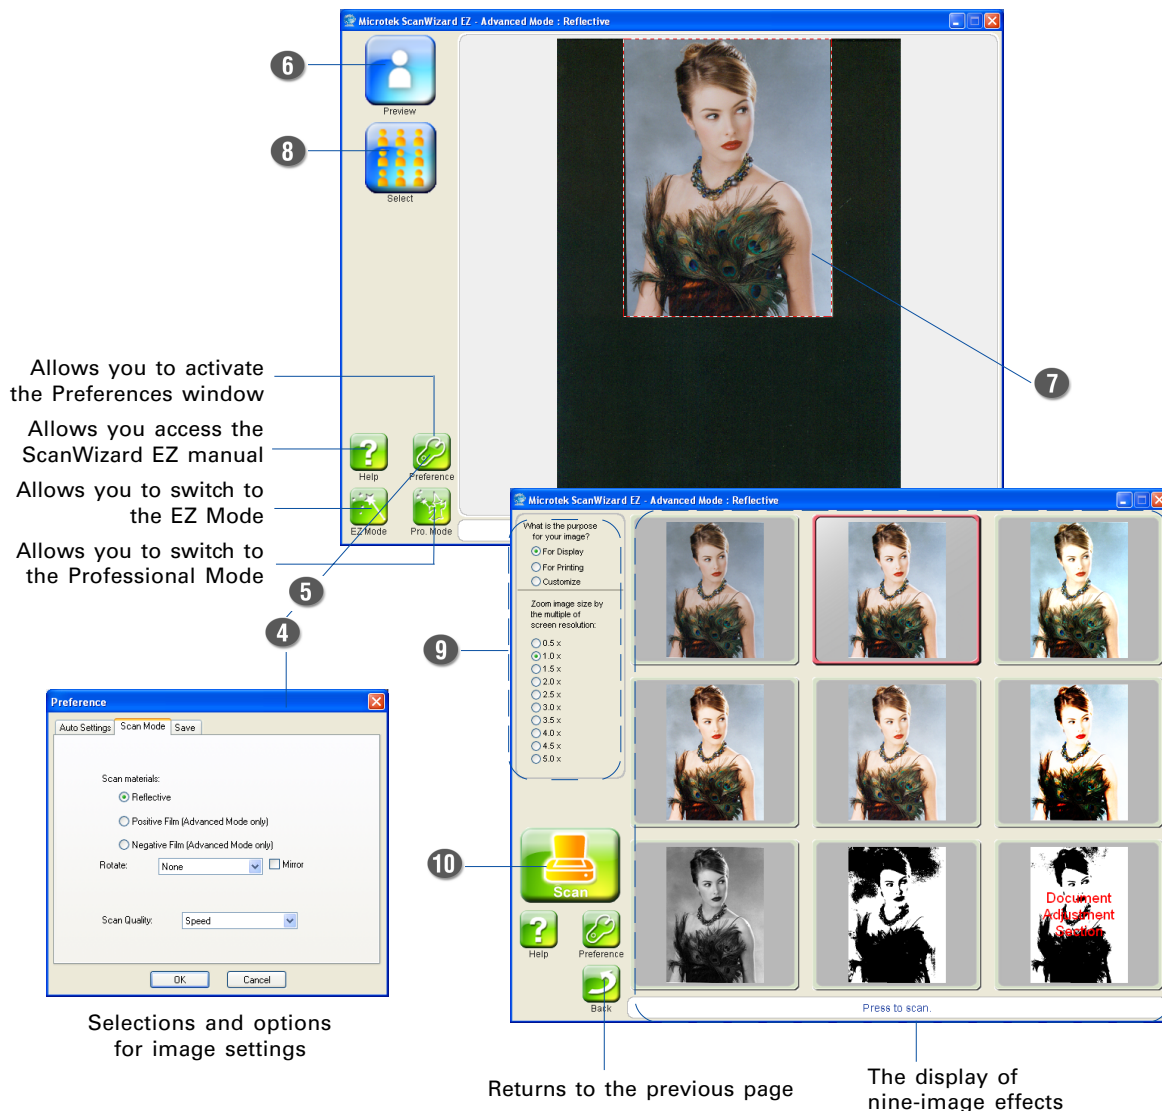 Microtek ScanWizard EZ - Advanced Mode : Reflective
6
Preview
8
Select
7
Allows you to activate
the Preferences window
Allows you access the
ScanWizard EZ manual
Allows you to switch to
the EZ Mode
Allows you to switch to
the Professional Mode
Help
Preference
EZ Mode
Pro. Mode
5
4
Preference
Auto Settings
Scan Mode
Save
Scan materials:
Reflective
Positive Film (Advanced Mode only)
Negative Film (Advanced Mode only)
Rotate:
None
Mirror
Scan Quality:
Speed
OK
Cancel
Selections and options
for image settings
Microtek ScanWizard EZ - Advanced Mode : Reflective
What is the purpose
for your image?
For Display
For Printing
Customize
Zoom image size by
the multiple of
screen resolution:
0.5 x
1.0 x
1.5 x
2.0 x
2.5 x
3.0 x
3.5 x
4.0 x
4.5 x
5.0 x
9
10
Scan
Help
Preference
Back
Document
Adjustment
Section
Press to scan.
Returns to the previous page
The display of
nine-image effects